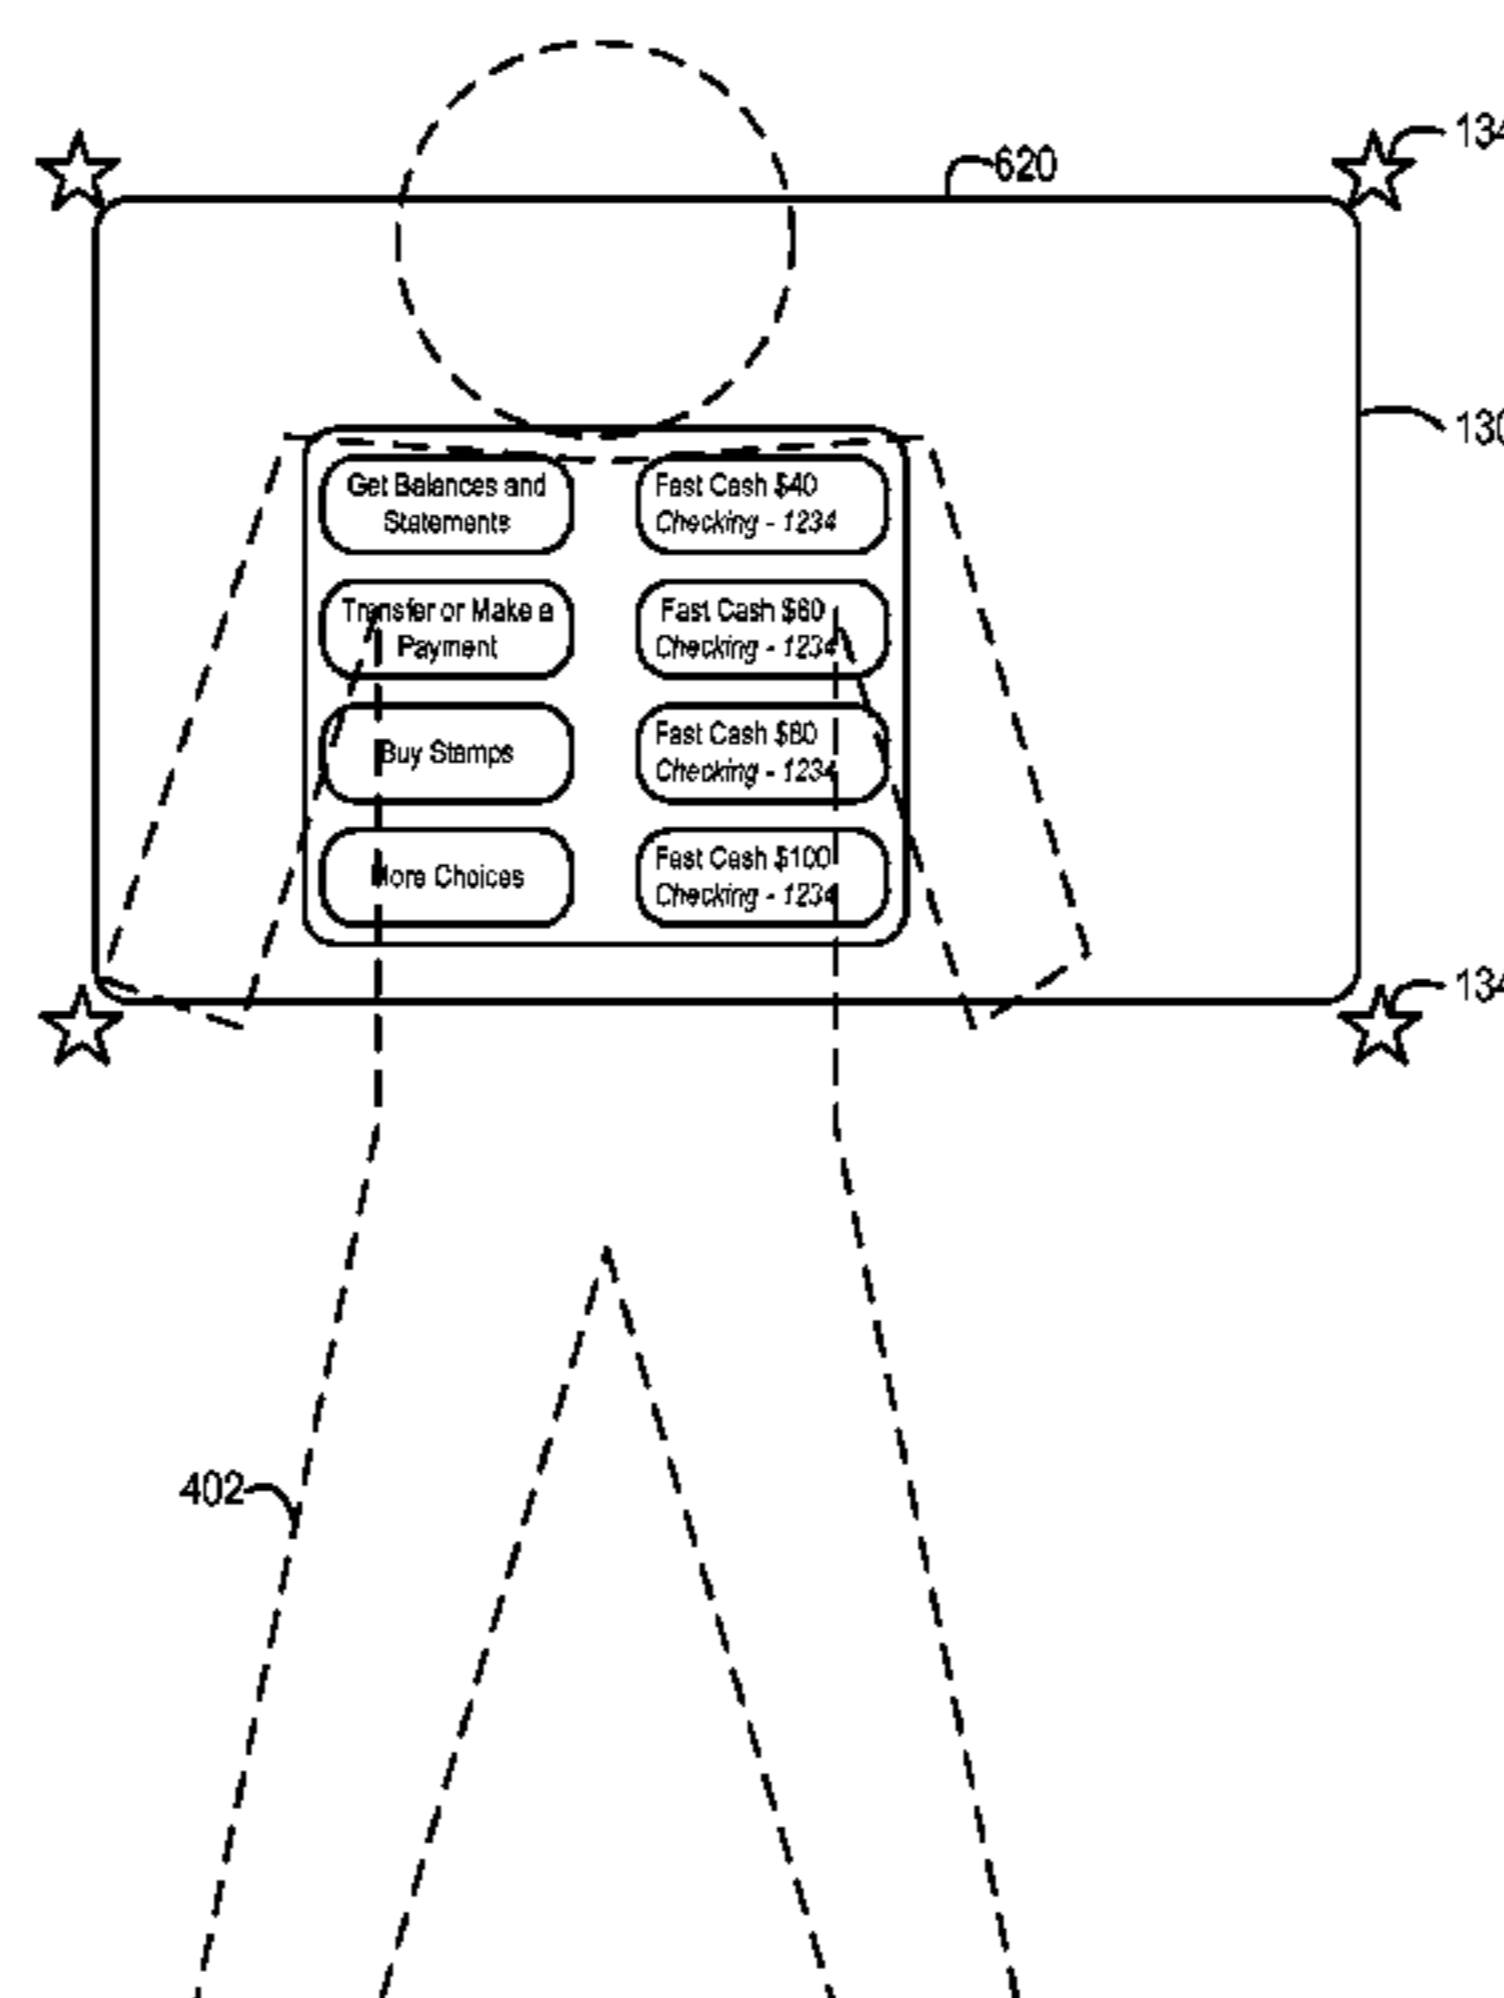 134
620
130
Get Balances and
Statements
Fast Cash $40
Checking - 1234
Transfer or Make a
Payment
Fast Cash $60
Checking - 1234
Buy Stamps
Fast Cash $80
Checking - 1234
More Choices
Fast Cash $100
Checking - 1234
134
402